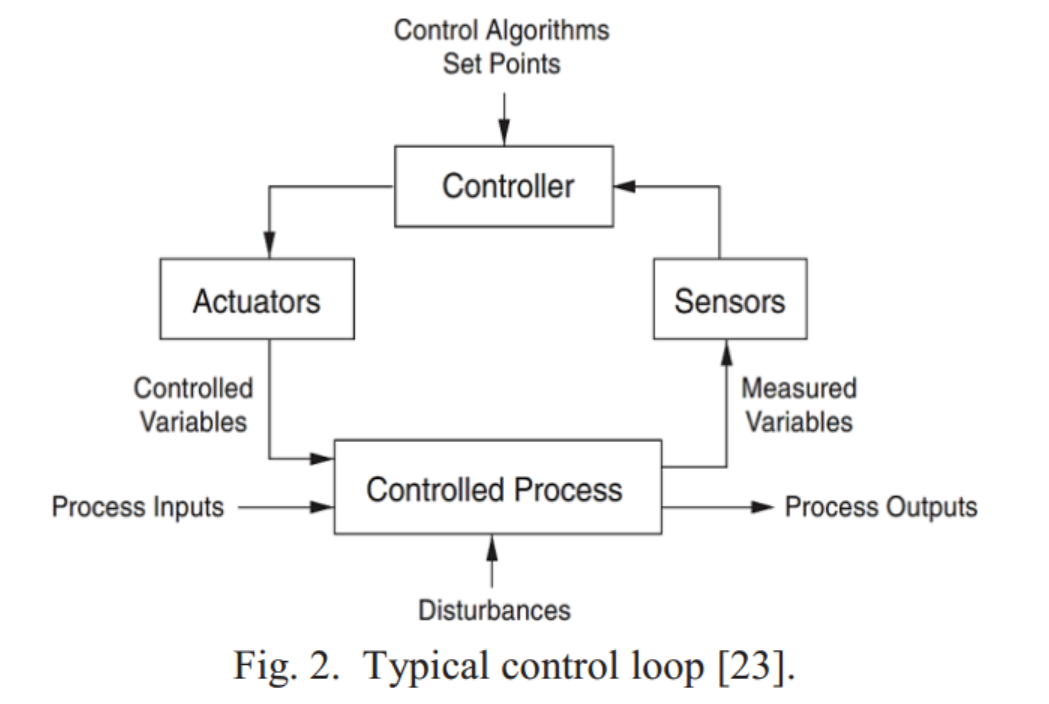 Control Algorithms
Set Points
Controller
Actuators
Sensors
Controlled
Variables
Measured
Variables
Controlled Process
Process Inputs
Process Outputs
Disturbances
Fig. 2. Typical control loop [23].